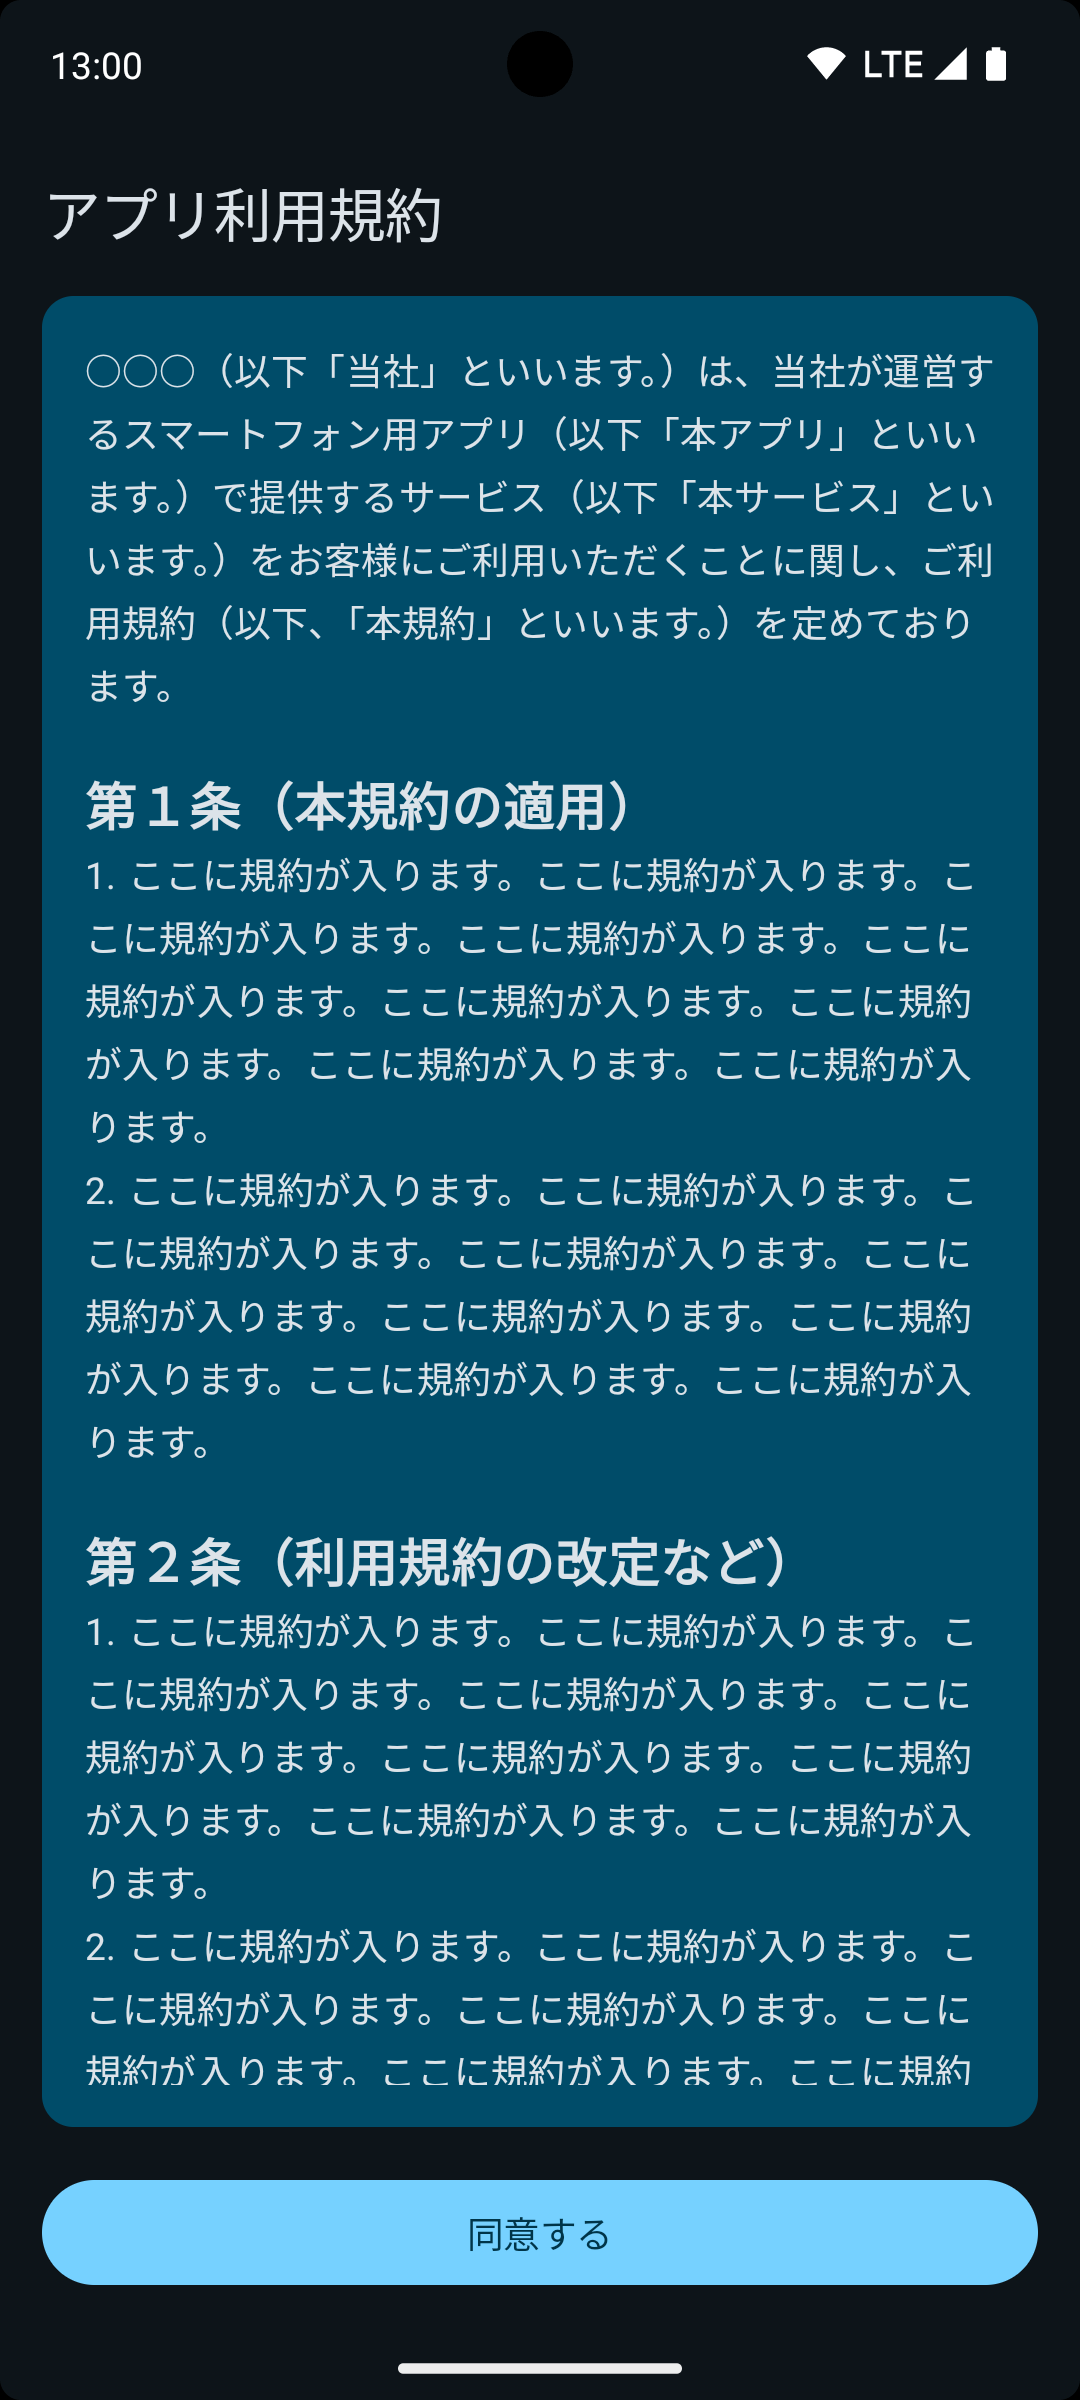 13:00
LTE
アプリ利用規約
〇〇〇（以下「当社」といいます。）は、当社が運営す
るスマートフォン用アプリ（以下「本アプリ」といい
ます。）で提供するサービス（以下「本サービス」とい
います。）をお客様にご利用いただくことに関し、ご利
用規約（以下、「本規約」といいます。）を定めており
ます。
第１条（本規約の適用）
1. ここに規約が入ります。ここに規約が入ります。こ
こに規約が入ります。ここに規約が入ります。ここに
規約が入ります。ここに規約が入ります。ここに規約
が入ります。ここに規約が入ります。ここに規約が入
ります。
2. ここに規約が入ります。ここに規約が入ります。こ
こに規約が入ります。ここに規約が入ります。ここに
規約が入ります。ここに規約が入ります。ここに規約
が入ります。ここに規約が入ります。ここに規約が入
ります。
第２条（利用規約の改定など）
1. ここに規約が入ります。ここに規約が入ります。こ
こに規約が入ります。ここに規約が入ります。ここに
規約が入ります。ここに規約が入ります。ここに規約
が入ります。ここに規約が入ります。ここに規約が入
ります。
2. ここに規約が入ります。ここに規約が入ります。こ
こに規約が入ります。ここに規約が入ります。ここに
規約が入ります。ここに規約が入ります。ここに規約
同意する